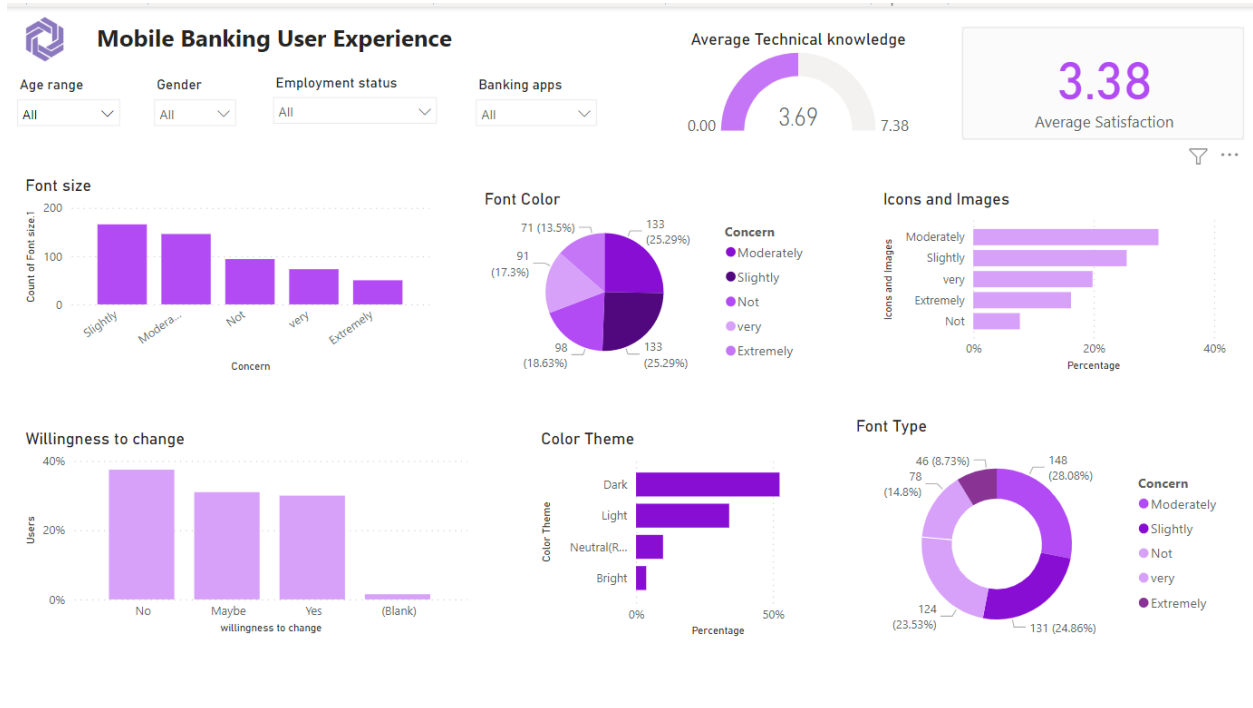 Mobile Banking User Experience
Age range
All
Gender
All
Employment status
All
Banking apps
All
Average Technical knowledge
0.00
3.69
7.38
3.38
Average Satisfaction
Font size
Count of Font size.1
200
100
0
Slightly
Modera...
Not
very
Extremely
Concern
Font Color
71 (13.5%)
133
(25.29%)
91
(17.3%)
98
(18.63%)
133
(25.29%)
Concern
Moderately
Slightly
Not
very
Extremely
Icons and Images
Icons and Images
Moderately
Slightly
very
Extremely
Not
0%
20%
40%
Percentage
Willingness to change
Users
40%
20%
0%
No
Maybe
Yes
(Blank)
willingness to change
Color Theme
Color Theme
Dark
Light
Neutral(R...
Bright
0%
50%
Percentage
Font Type
46 (8.73%)
148
(28.08%)
78
(14.8%)
124
(23.53%)
131 (24.86%)
Concern
Moderately
Slightly
Not
very
Extremely